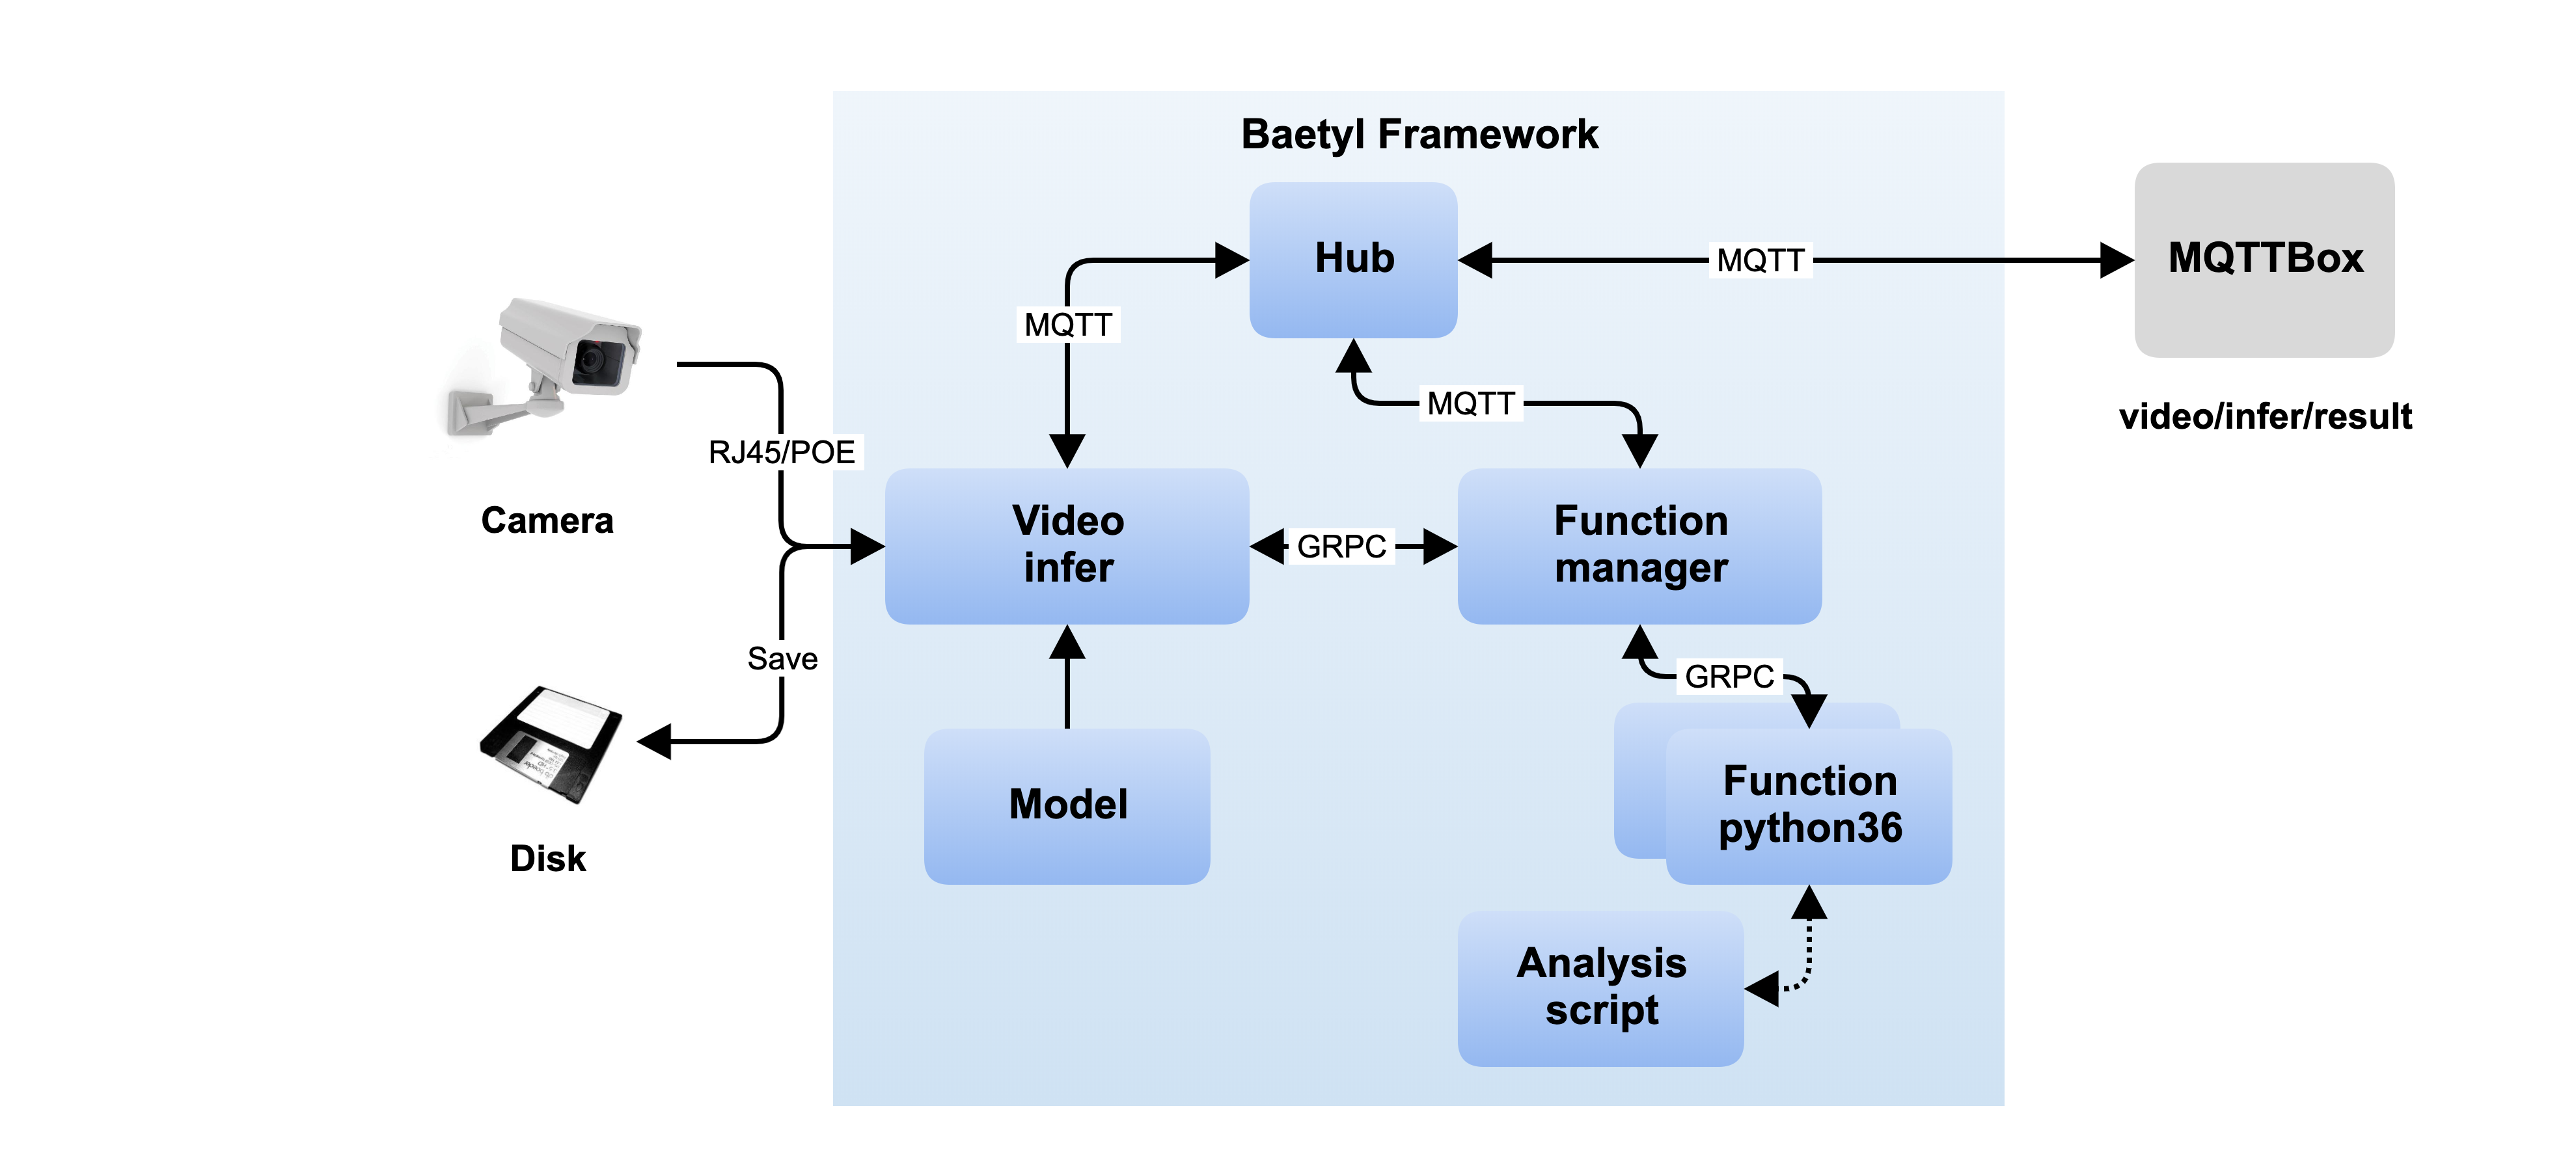 Baetyl Framework
Hub
MQTT
MQTTBox
MQTT
MQTT
video/infer/result
RJ45/POE
Camera
Video
infer
GRPC
Function
manager
Save
GRPC
Model
Function
python36
Disk
Analysis
script